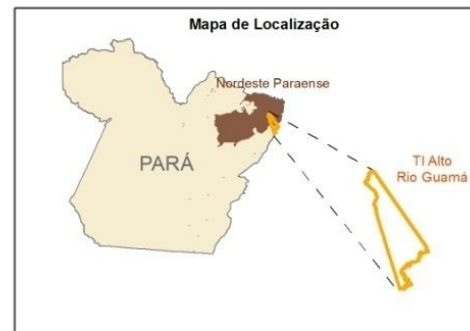 Mapa de Localização
Nordeste Paraense
PARÁ
TI Alto
Rio Guamá